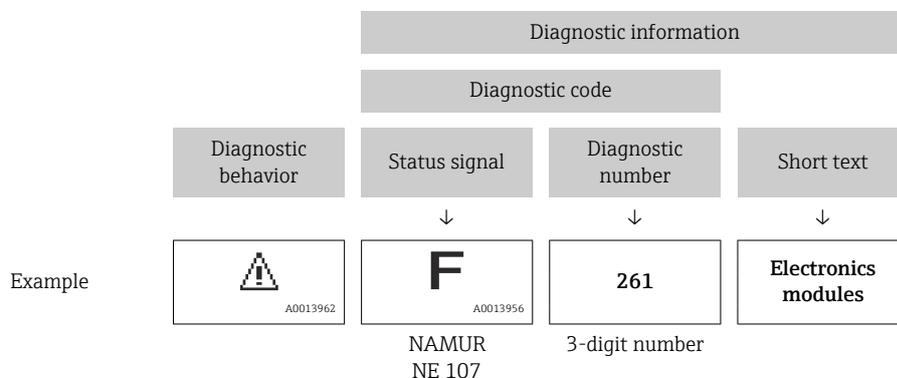 Diagnostic information
Diagnostic code
Diagnostic
behavior
Status signal
Diagnostic
number
Short text
↓
↓
↓
Example
A0013962
F
A0013956
261
Electronics
modules
NAMUR
NE 107
3-digit number